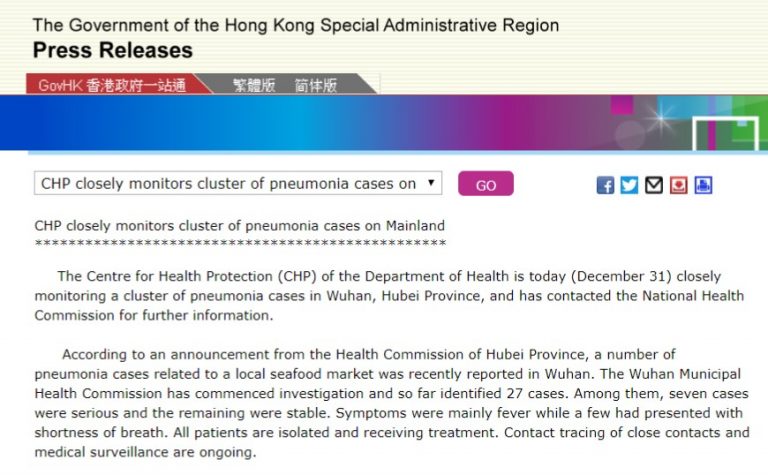 The Government of the Hong Kong Special Administrative Region
Press Releases
GovHK 香港政府一站通 繁體版 简体版
CHP closely monitors cluster of pneumonia cases on GO
CHP closely monitors cluster of pneumonia cases on Mainland
*************************************************
The Centre for Health Protection (CHP) of the Department of Health is today (December 31) closely
monitoring a cluster of pneumonia cases in Wuhan, Hubei Province, and has contacted the National Health
Commission for further information.
According to an announcement from the Health Commission of Hubei Province, a number of
pneumonia cases related to a local seafood market was recently reported in Wuhan. The Wuhan Municipal
Health Commission has commenced investigation and so far identified 27 cases. Among them, seven cases
were serious and the remaining were stable. Symptoms were mainly fever while a few had presented with
shortness of breath. All patients are isolated and receiving treatment. Contact tracing of close contacts and
medical surveillance are ongoing.